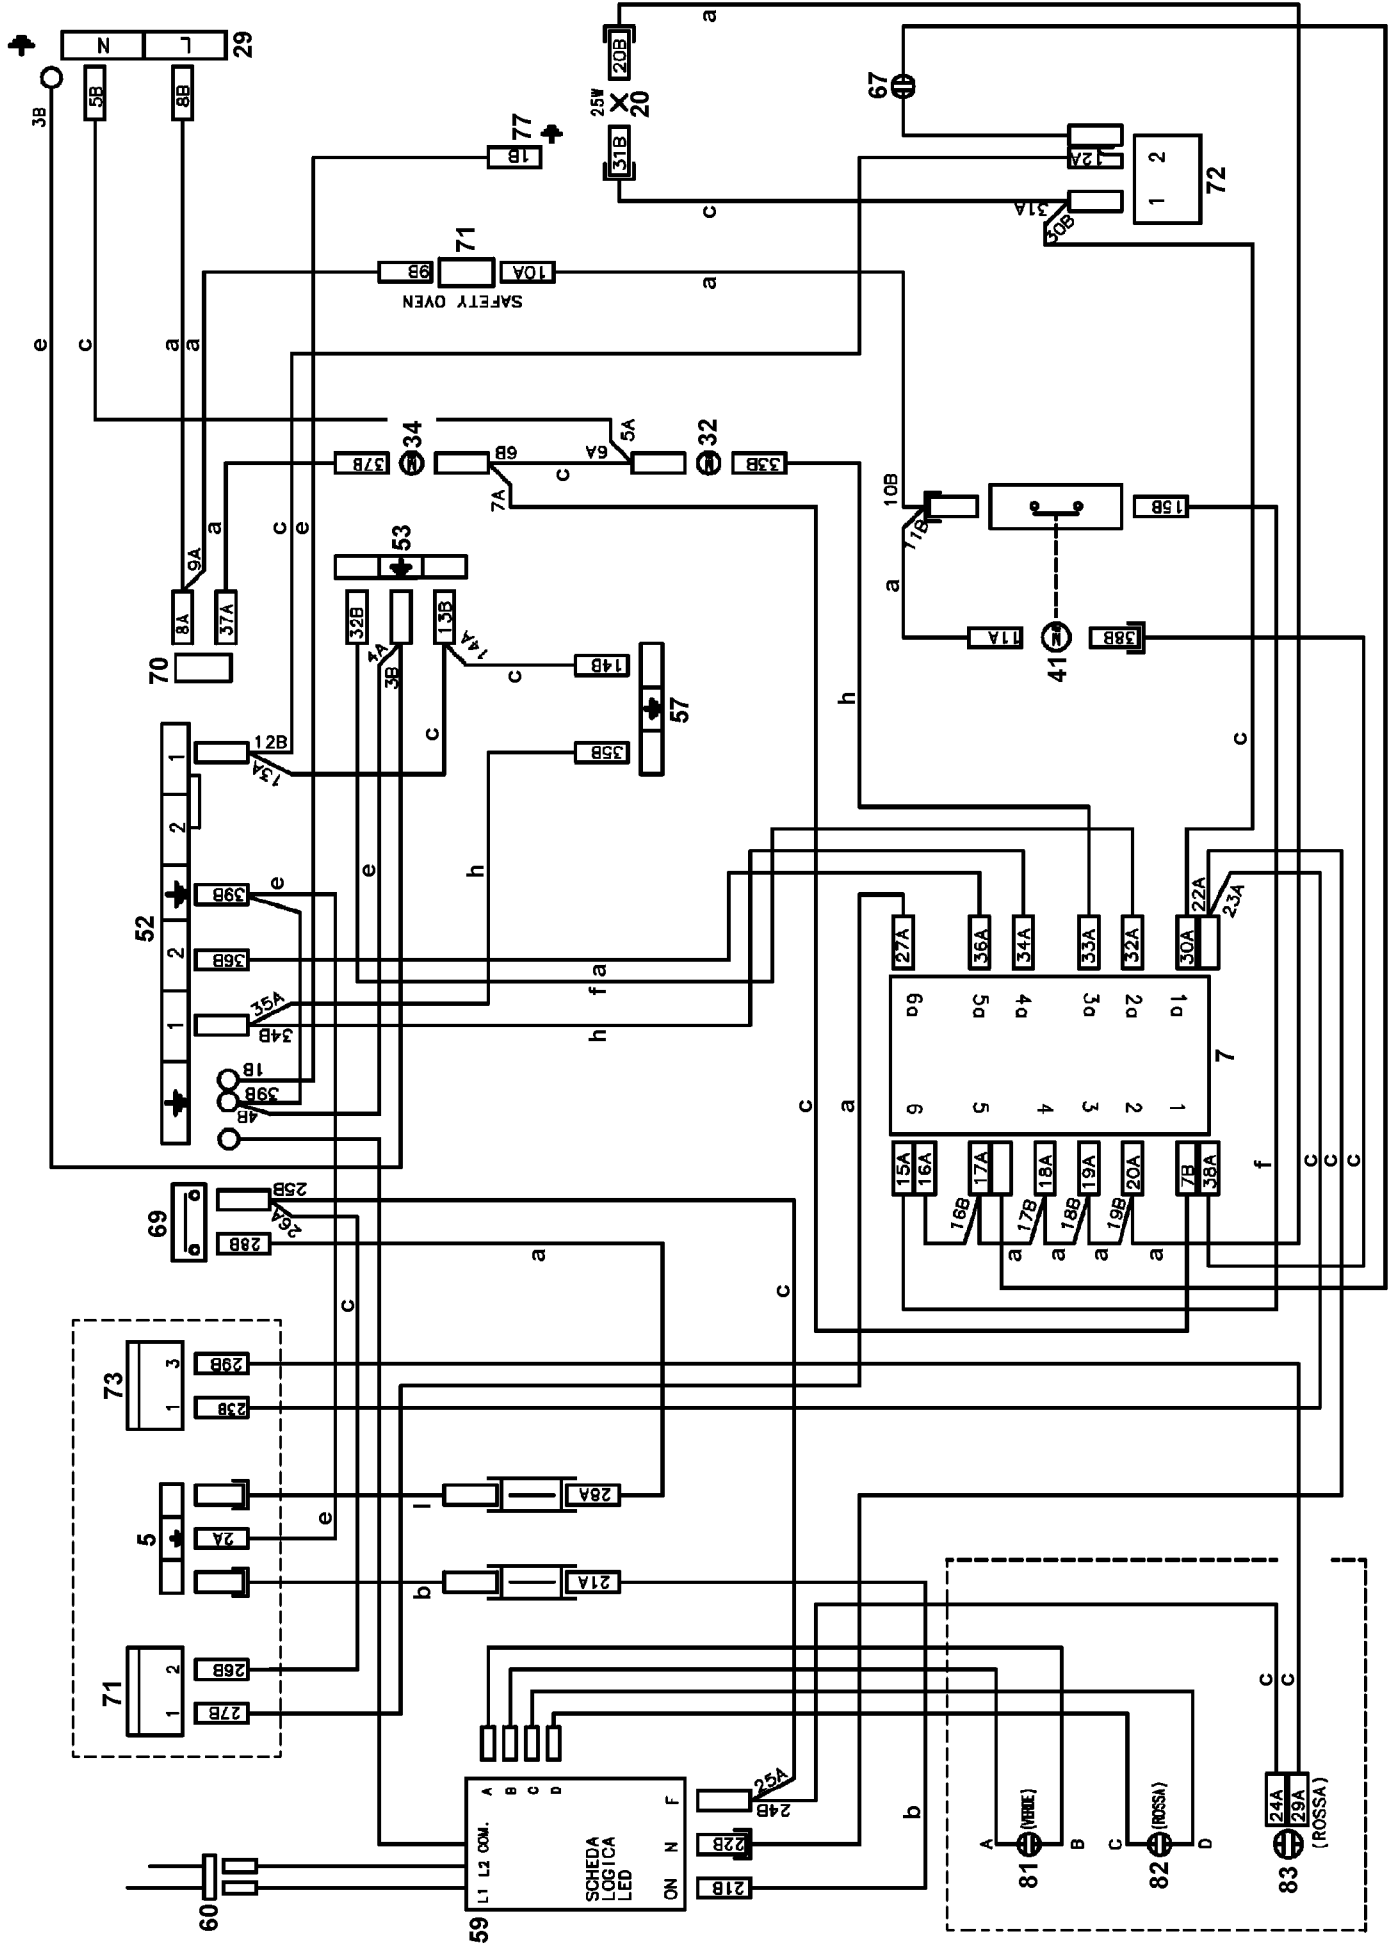 N
L
29
5B
8B
3B
20B
25W
20
31B
a
67
77
1B
12A
2
1
72
31A
30B
c
71
9B
10A
SAFETY OVEN
a
e
c
a
a
37B
34
6B
7A
c
6A
5A
32
33B
10B
11B
15B
9A
a
c
e
53
8A
37A
70
32B
4A
3B
13B
14A
c
14B
57
35B
a
11A
41
38B
h
c
c
12B
13A
1
2
52
39B
e
2
36B
1
35A
34B
e
h
a
f
h
1B
39B
4B
27A
36A
34A
33A
32A
30A
22A
23A
6a
5a
4a
3a
2a
1a
7
6
5
4
3
2
1
c
a
15A
16A
17A
18A
19A
20A
7B
38A
16B
17B
18B
19B
a
a
a
a
f
c
c
c
69
25B
26A
28B
a
c
c
73
3
1
29B
23B
5
2A
e
l
28A
b
21A
71
2
1
26B
27B
A
B
C
D
L1
L2
COM.
SCHEDA
LOGICA
LED
F
N
ON
59
60
25A
24B
22B
21B
b
A
81
(VERDE)
B
C
82
(ROSSA)
D
c
c
24A
29A
83
(ROSSA)